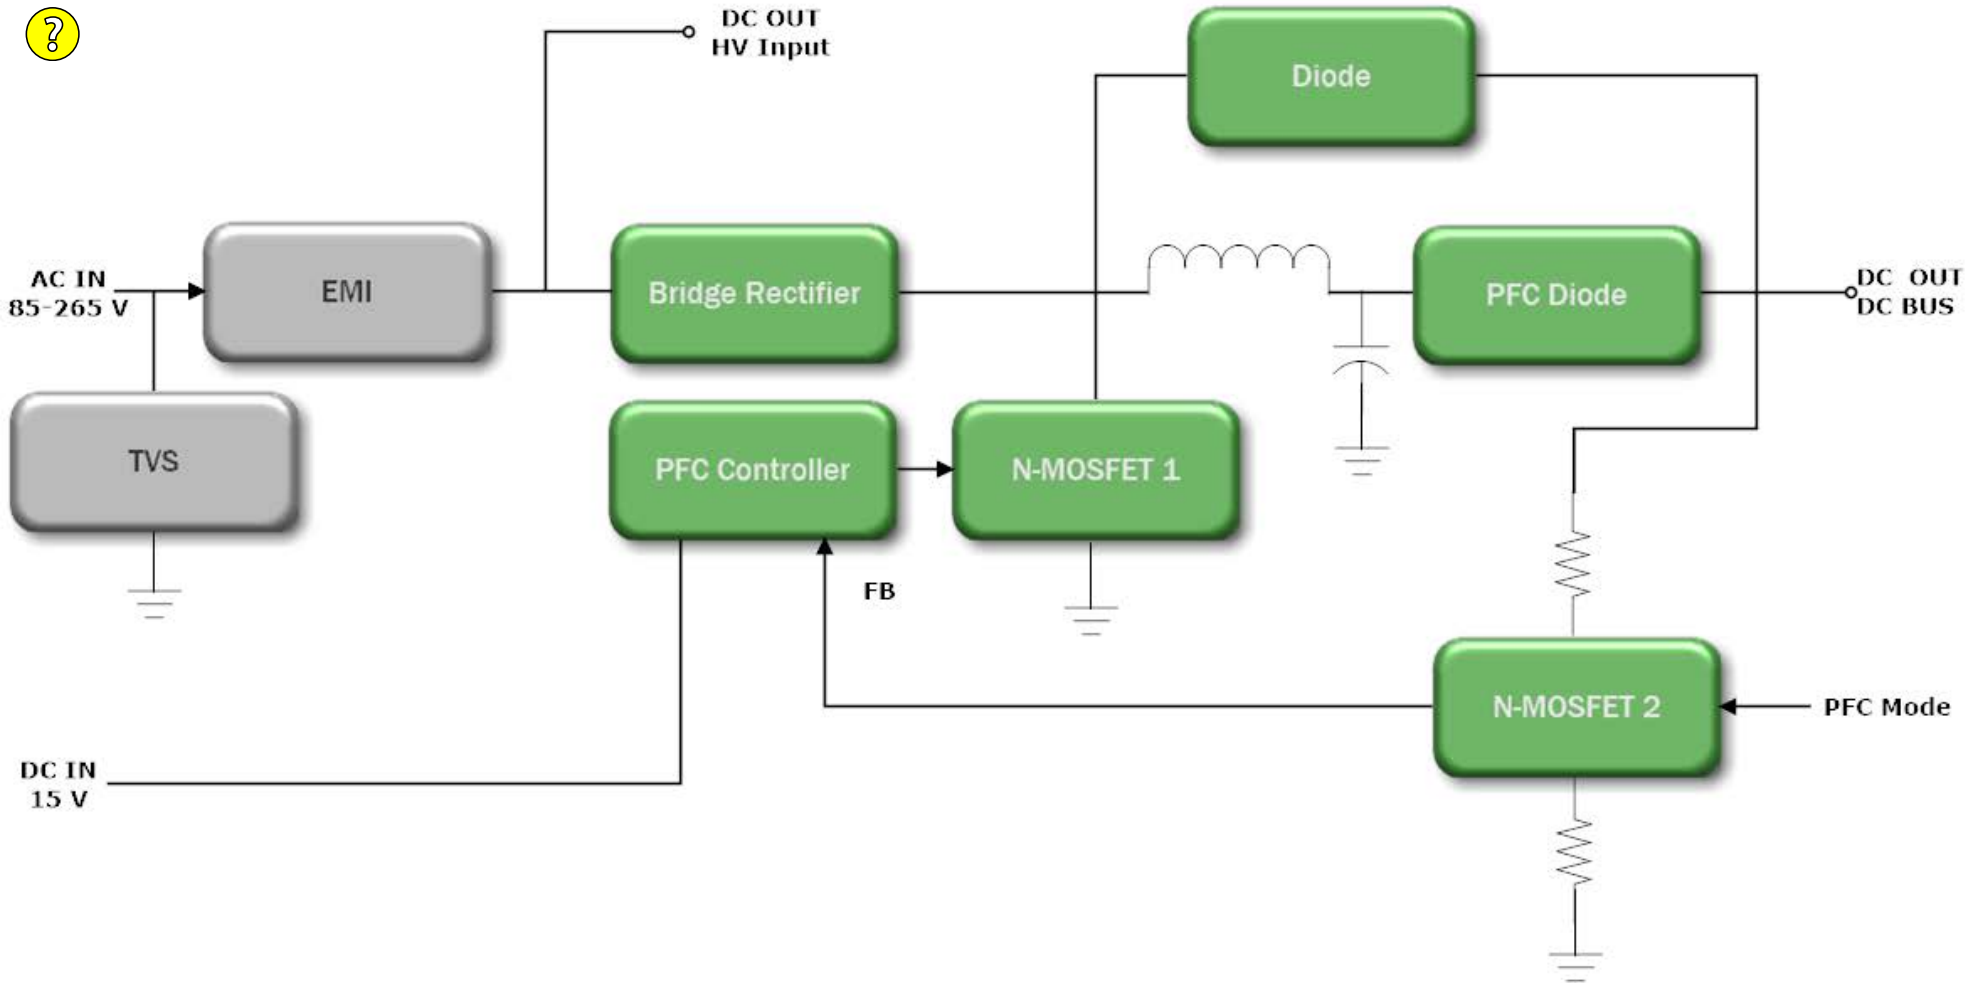 ?
DC OUT
HV Input
Diode
AC IN
85-265 V
EMI
Bridge Rectifier
PFC Diode
DC OUT
DC BUS
TVS
PFC Controller
N-MOSFET 1
FB
N-MOSFET 2
PFC Mode
DC IN
15 V